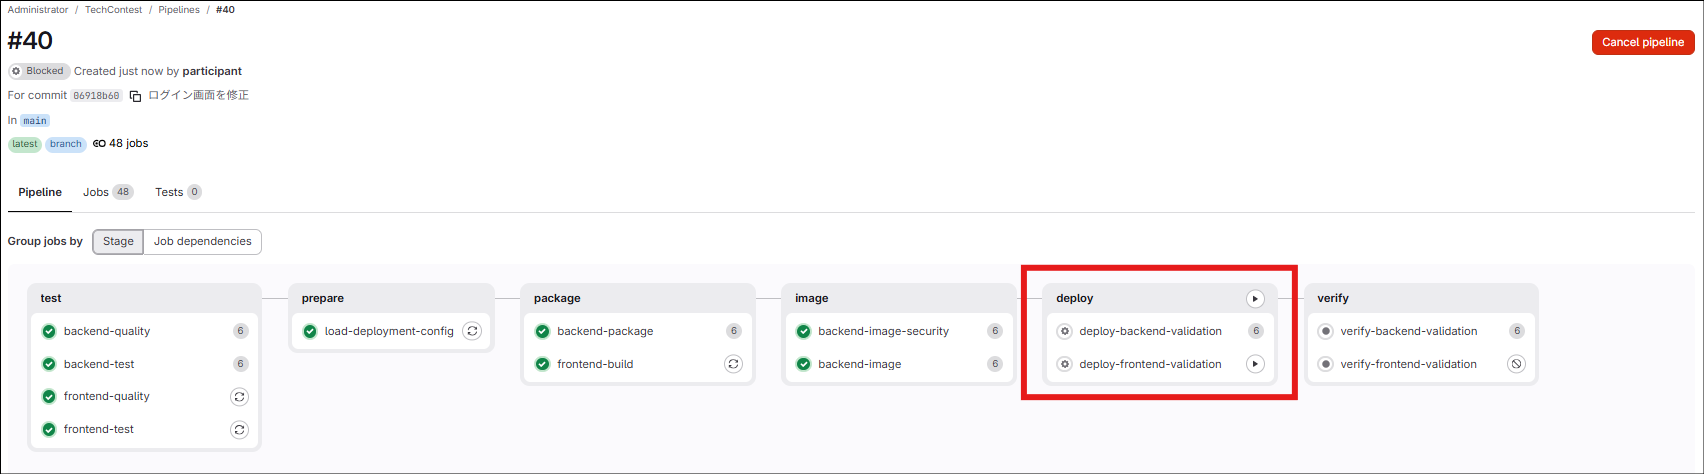 Administrator / TechContest / Pipelines / #40
#40
Cancel pipeline
Blocked Created just now by participant
For commit 06918b60 ログイン画面を修正
In main
latest branch 48 jobs
Pipeline Jobs 48 Tests 0
Group jobs by Stage Job dependencies
test
backend-quality 6
backend-test 6
frontend-quality
frontend-test
prepare
load-deployment-config
package
backend-package 6
frontend-build
image
backend-image-security 6
backend-image 6
deploy
deploy-backend-validation 6
deploy-frontend-validation
verify
verify-backend-validation 6
verify-frontend-validation